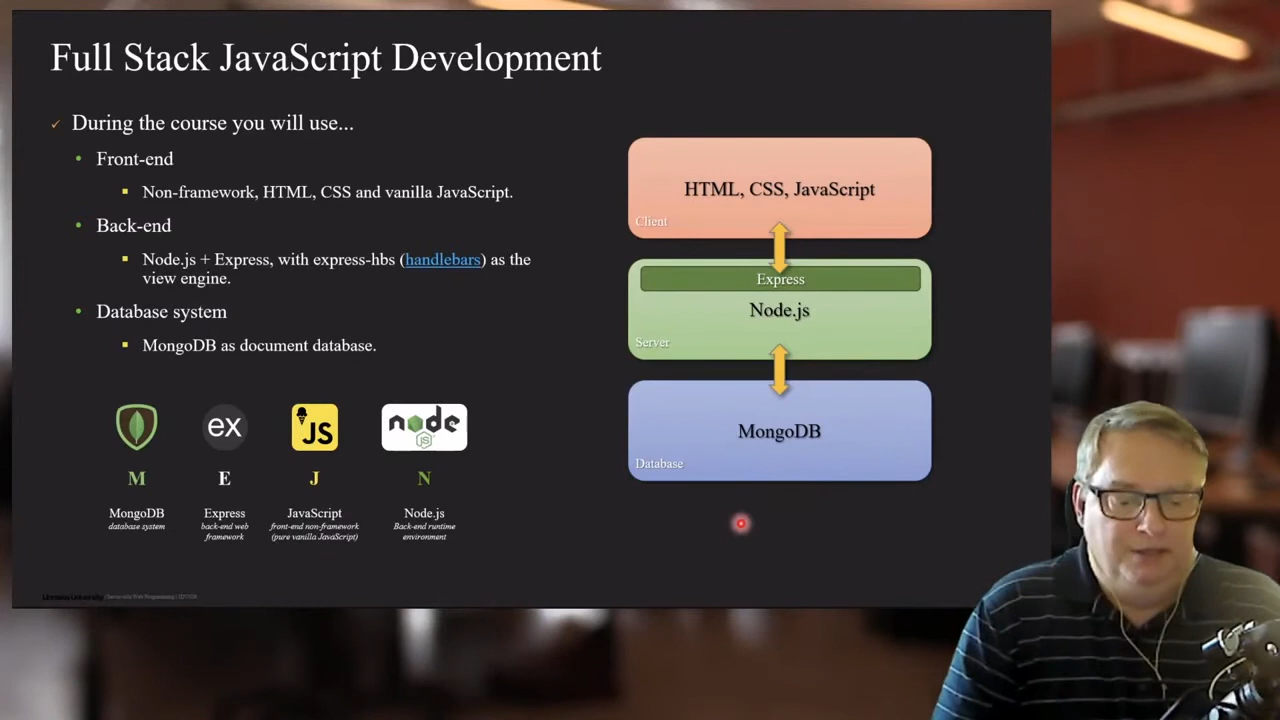 Full Stack JavaScript Development
✓ During the course you will use...
• Front-end
▪ Non-framework, HTML, CSS and vanilla JavaScript.
• Back-end
▪ Node.js + Express, with express-hbs (handlebars) as the
view engine.
• Database system
▪ MongoDB as document database.
ex
JS
node
JS
M
E
J
N
MongoDB
database system
Express
back-end web
framework
JavaScript
front-end non-framework
(pure vanilla JavaScript)
Node.js
Back-end runtime
environment
HTML, CSS, JavaScript
Client
Express
Node.js
Server
MongoDB
Database
Linnaeus University